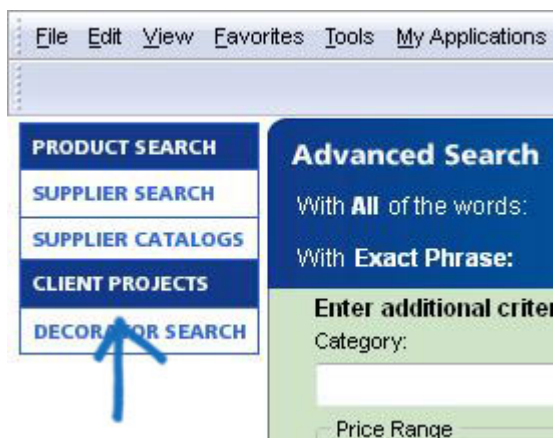 File Edit View Favorites Tools My Applications
PRODUCT SEARCH
SUPPLIER SEARCH
SUPPLIER CATALOGS
CLIENT PROJECTS
DECORATOR SEARCH
Advanced Search
With All of the words:
With Exact Phrase:
Enter additional criter
Category:
Price Range